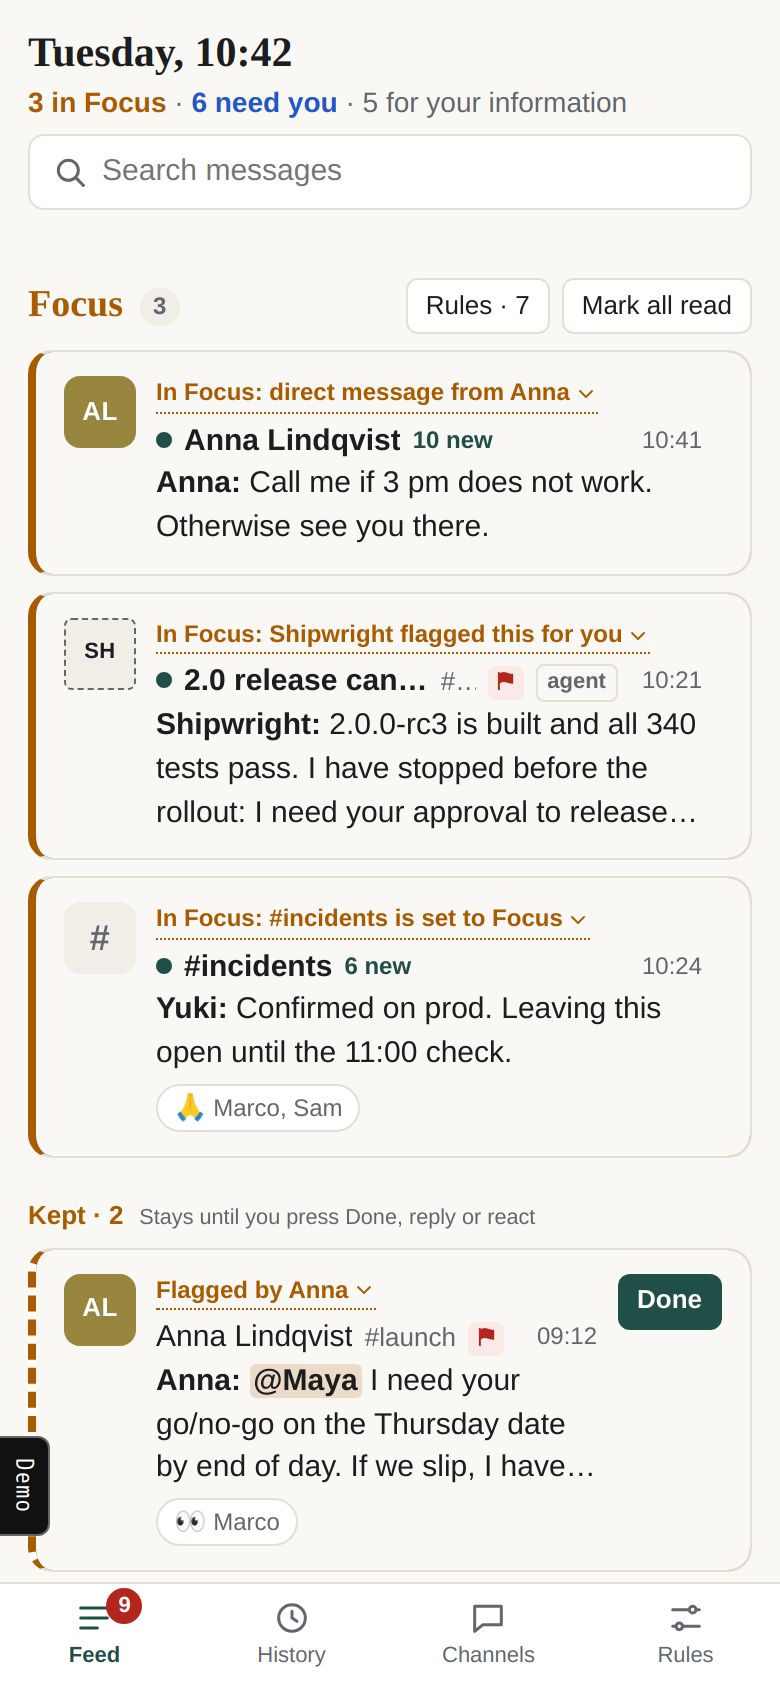 Tuesday, 10:42
3 in Focus · 6 need you · 5 for your information
Search messages
Focus 3 Rules · 7 Mark all read
AL In Focus: direct message from Anna
Anna Lindqvist 10 new 10:41
Anna: Call me if 3 pm does not work.
Otherwise see you there.
SH In Focus: Shipwright flagged this for you
2.0 release can… #… agent 10:21
Shipwright: 2.0.0-rc3 is built and all 340
tests pass. I have stopped before the
rollout: I need your approval to release…
# In Focus: #incidents is set to Focus
#incidents 6 new 10:24
Yuki: Confirmed on prod. Leaving this
open until the 11:00 check.
🙏 Marco, Sam
Kept · 2 Stays until you press Done, reply or react
AL Flagged by Anna Done
Anna Lindqvist #launch 09:12
Anna: @Maya I need your
go/no-go on the Thursday date
by end of day. If we slip, I have…
👀 Marco
Demo
9
Feed History Channels Rules